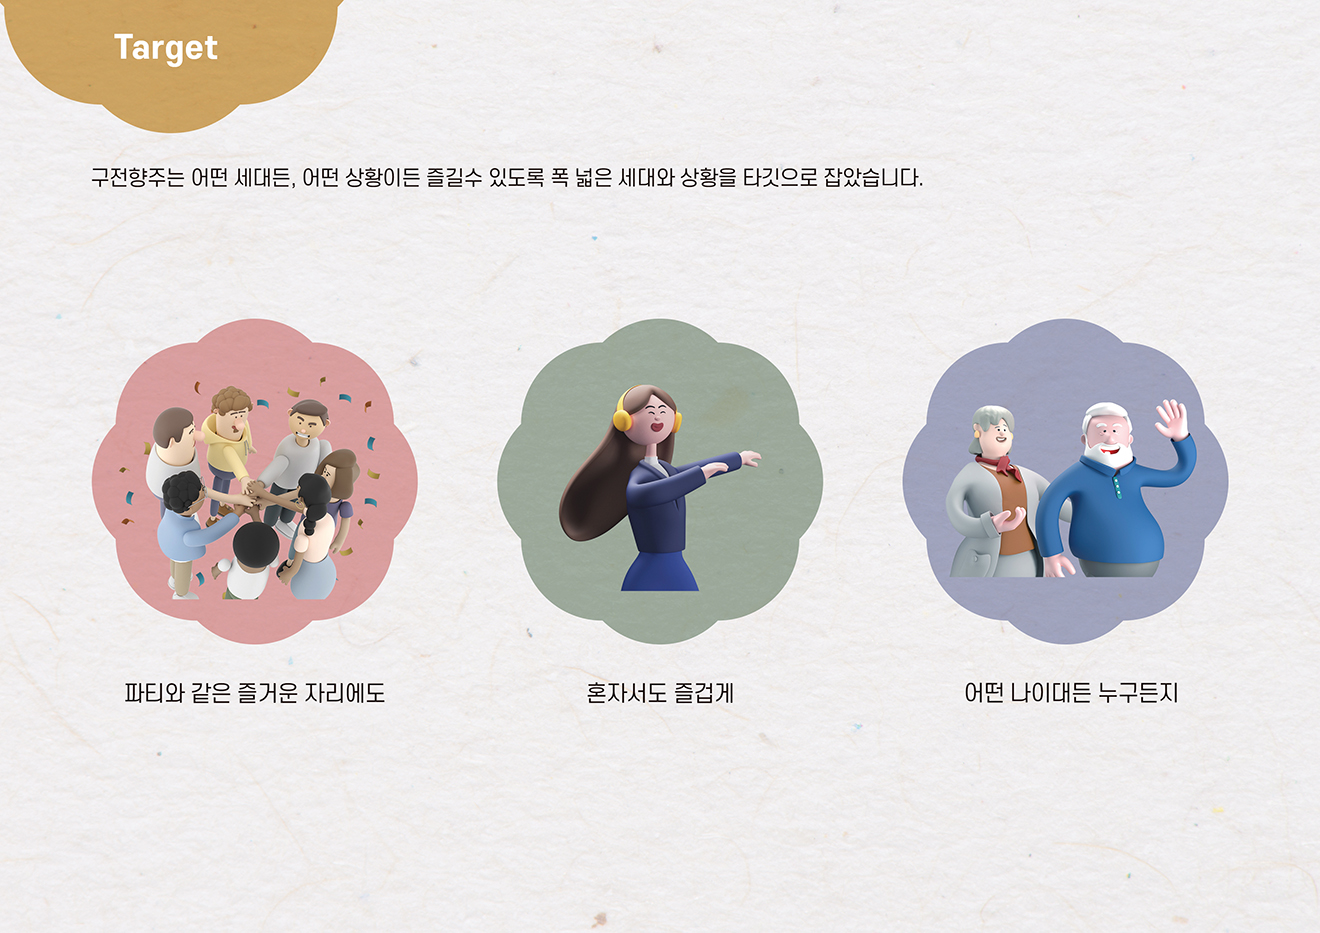 Target
구전향주는 어떤 세대든, 어떤 상황이든 즐길수 있도록 폭 넓은 세대와 상황을 타깃으로 잡았습니다.
파티와 같은 즐거운 자리에도
혼자서도 즐겁게
어떤 나이대든 누구든지